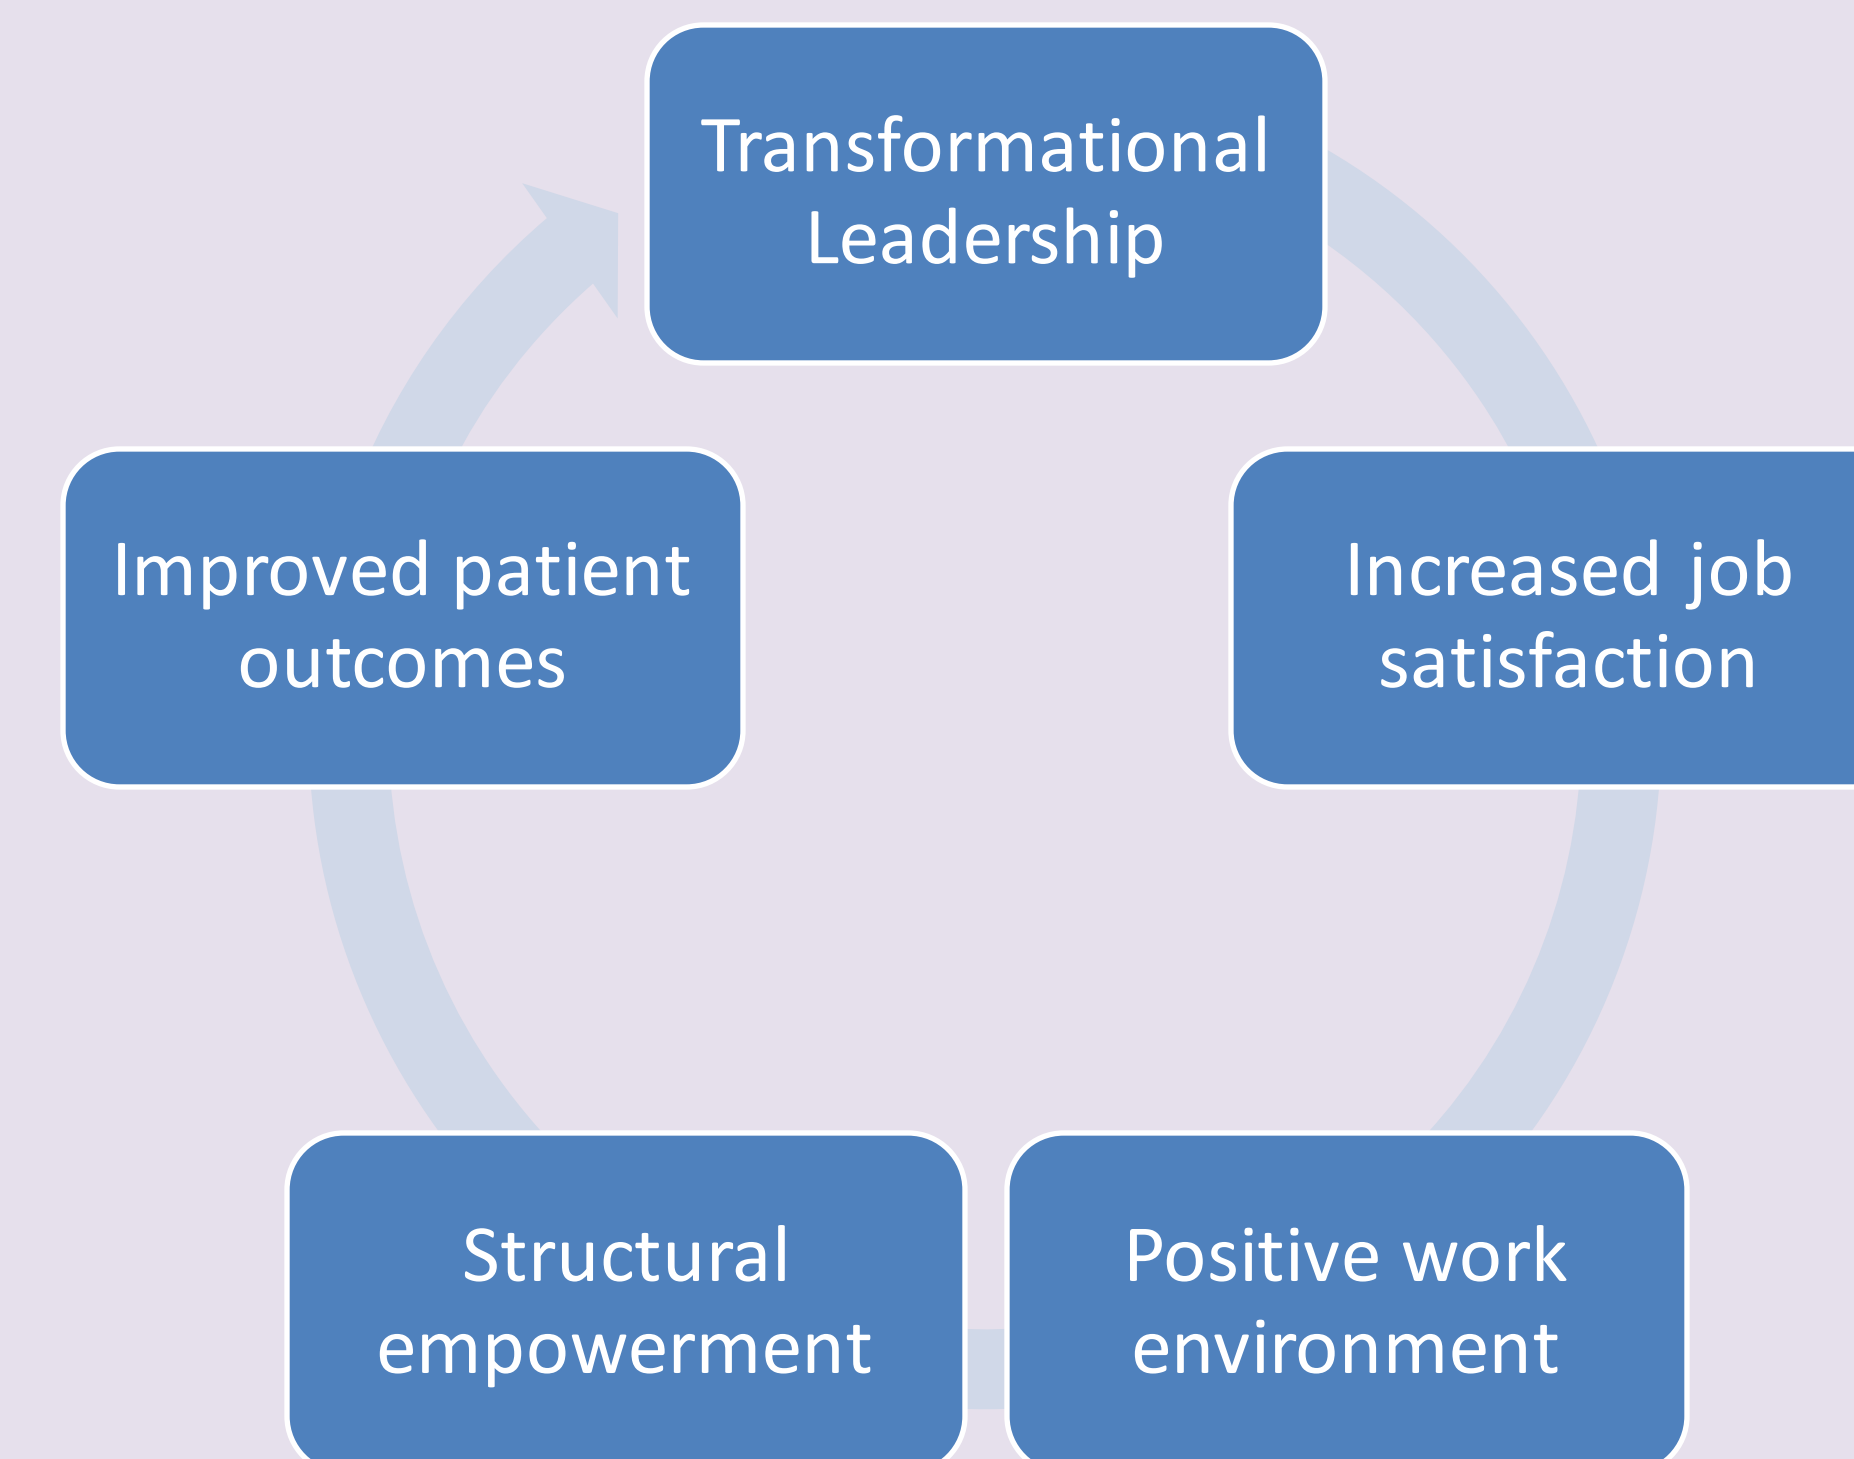 Transformational
Leadership
Increased job
satisfaction
Positive work
environment
Structural
empowerment
Improved patient
outcomes